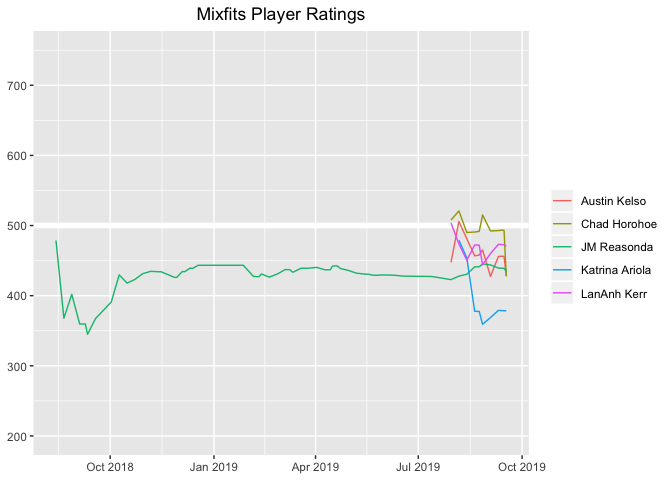 Mixfits Player Ratings
700
600
500
400
300
200
Oct 2018
Jan 2019
Apr 2019
Jul 2019
Oct 2019
Austin Kelso
Chad Horohoe
JM Reasonda
Katrina Ariola
LanAnh Kerr